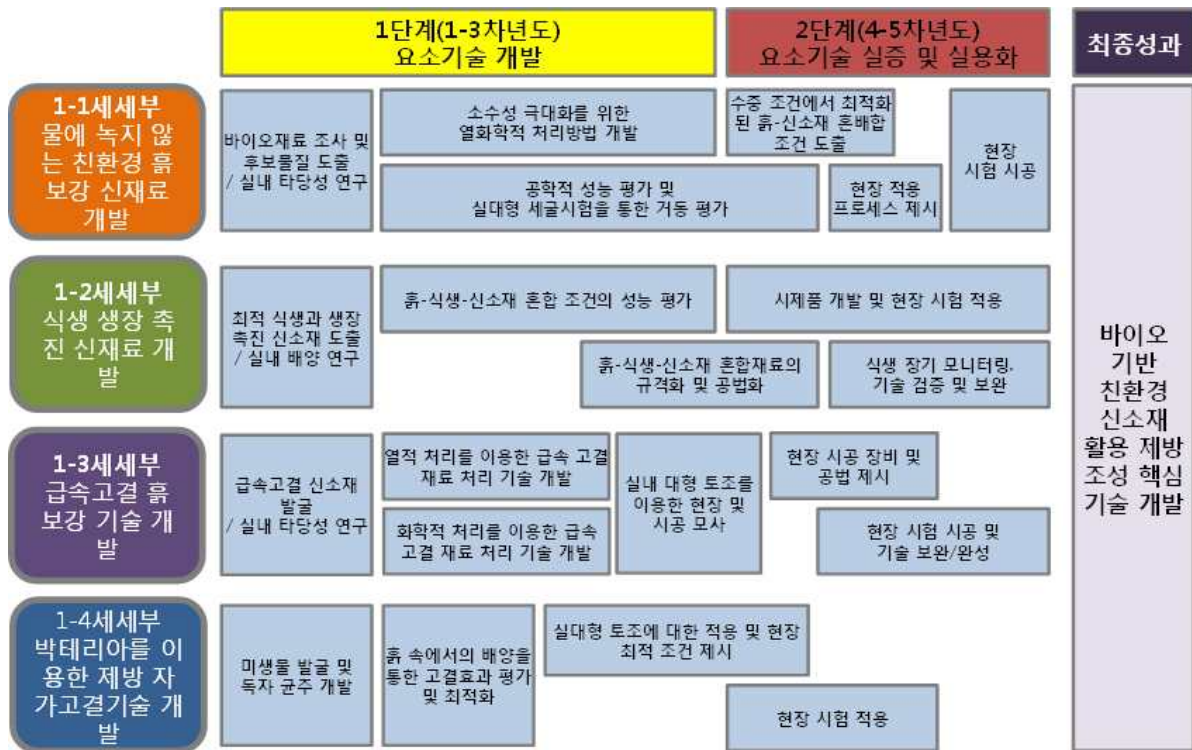 1단계(1-3차년도)
요소기술 개발
2단계(4-5차년도)
요소기술 실증 및 실용화
최종성과
1-1세세부
물에 녹지 않
는 친환경 흙
보강 신재료
개발
바이오재료 조사 및
후보물질 도출
/ 실내 타당성 연구
소수성 극대화를 위한
열화학적 처리방법 개발
수중 조건에서 최적화
된 흙-신소재 혼배합
조건 도출
공학적 성능 평가 및
실대형 세굴시험을 통한 거동 평가
현장 적용
프로세스 제시
현장
시험 시공
1-2세세부
식생 생장 촉
진 신재료 개
발
최적 식생과 생장
촉진 신소재 도출
/ 실내 배양 연구
흙-식생-신소재 혼합 조건의 성능 평가
시제품 개발 및 현장 시험 적용
흙-식생-신소재 혼합재료의
규격화 및 공법화
식생 장기 모니터링,
기술 검증 및 보완
1-3세세부
급속고결 흙
보강 기술 개
발
급속고결 신소재
발굴
/ 실내 타당성 연구
열적 처리를 이용한 급속 고결
재료 처리 기술 개발
화학적 처리를 이용한 급속
고결 재료 처리 기술 개발
실내 대형 토조를
이용한 현장 및
시공 모사
현장 시공 장비 및
공법 제시
현장 시험 시공 및
기술 보완/완성
1-4세세부
박테리아를 이
용한 제방 자
가고결기술 개
발
미생물 발굴 및
독자 균주 개발
흙 속에서의 배양을
통한 고결효과 평가
및 최적화
실대형 토조에 대한 적용 및 현장
최적 조건 제시
현장 시험 적용
바이오
기반
친환경
신소재
활용 제방
조성 핵심
기술 개발